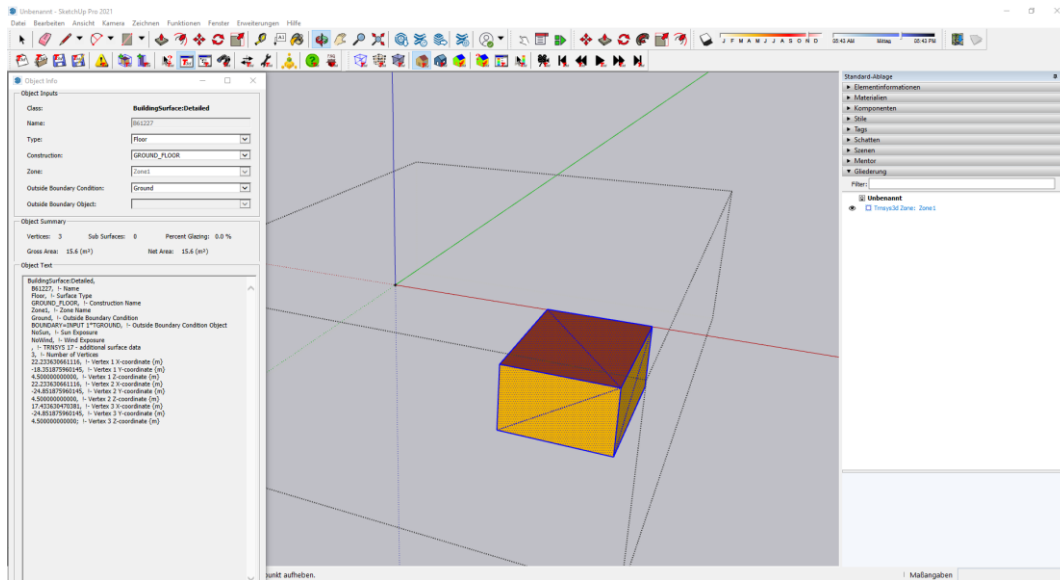 Unbenannt - SketchUp Pro 2021
Datei Bearbeiten Ansicht Kamera Zeichnen Funktionen Fenster Erweiterungen Hilfe
J F M A M J J A S O N D
05:43 AM Mittag 05:42 PM
Object Info
Object Inputs
Class: BuildingSurface:Detailed
Name: B61227
Type: Floor
Construction: GROUND_FLOOR
Zone: Zone1
Outside Boundary Condition: Ground
Outside Boundary Object:
Object Summary
Vertices: 3 Sub Surfaces: 0 Percent Glazing: 0.0 %
Gross Area: 15.6 (m²) Net Area: 15.6 (m²)
Object Text
BuildingSurface:Detailed,
B61227, !- Name
Floor, !- Surface Type
GROUND_FLOOR, !- Construction Name
Zone1, !- Zone Name
Ground, !- Outside Boundary Condition
BOUNDARY=INPUT 1*TGROUND, !- Outside Boundary Condition Object
NoSun, !- Sun Exposure
NoWind, !- Wind Exposure
, !- TRNSYS 17 - additional surface data
3, !- Number of Vertices
22.233630661116, !- Vertex 1 X-coordinate {m}
-18.351875960145, !- Vertex 1 Y-coordinate {m}
4.500000000000, !- Vertex 1 Z-coordinate {m}
22.233630661116, !- Vertex 2 X-coordinate {m}
-24.851875960145, !- Vertex 2 Y-coordinate {m}
4.500000000000, !- Vertex 2 Z-coordinate {m}
17.433630470381, !- Vertex 3 X-coordinate {m}
-24.851875960145, !- Vertex 3 Y-coordinate {m}
4.500000000000; !- Vertex 3 Z-coordinate {m}
Standard-Ablage
Elementinformationen
Materialien
Komponenten
Stile
Tags
Schatten
Szenen
Mentor
Gliederung
Filter:
Unbenannt
Trnsys3d Zone: Zone1
punkt aufheben.
Maßangaben